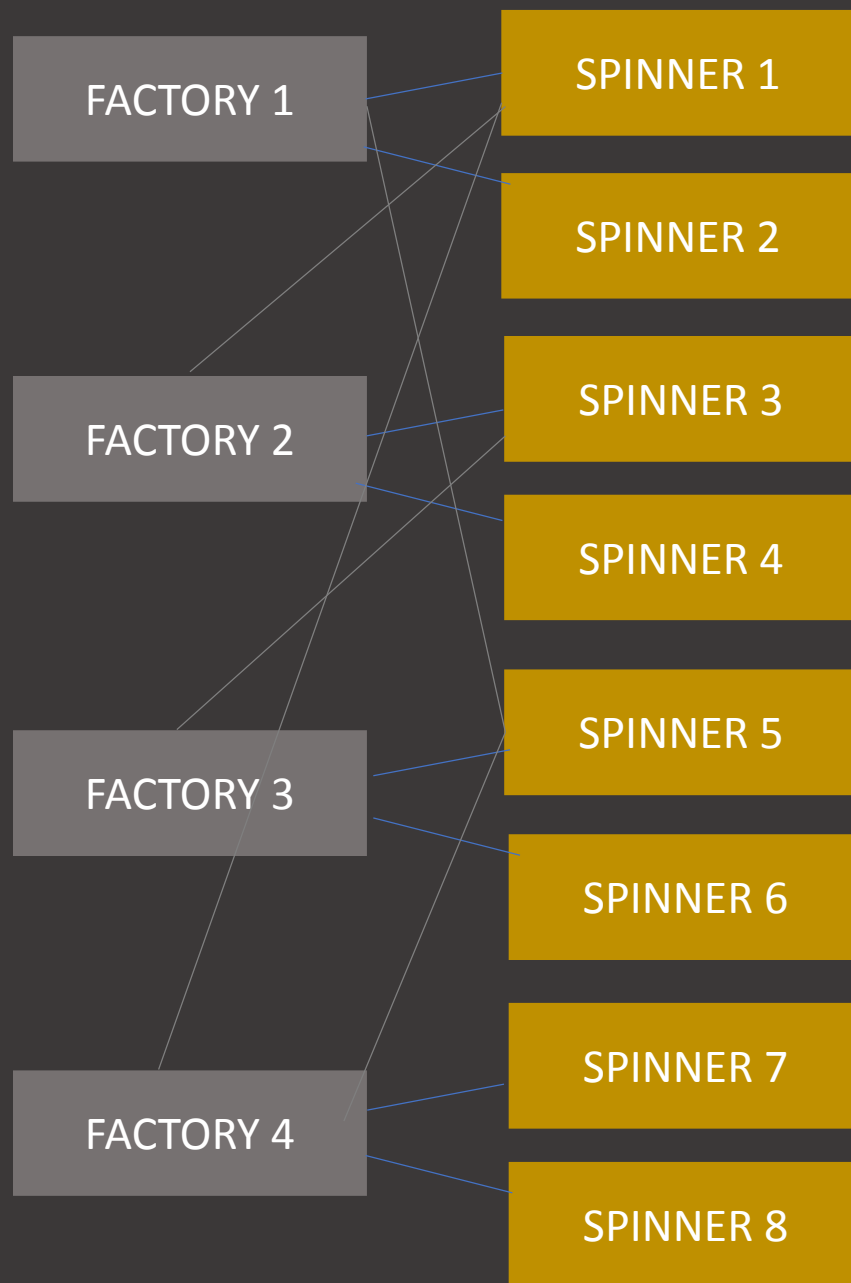 FACTORY 1
SPINNER 1
SPINNER 2
FACTORY 2
SPINNER 3
SPINNER 4
FACTORY 3
SPINNER 5
SPINNER 6
FACTORY 4
SPINNER 7
SPINNER 8